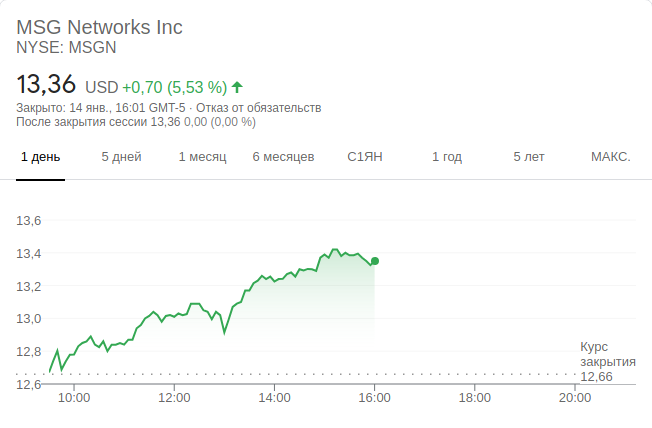 MSG Networks Inc
NYSE: MSGN
13,36 USD +0,70 (5,53 %)
Закрыто: 14 янв., 16:01 GMT-5 · Отказ от обязательств
После закрытия сессии 13,36 0,00 (0,00 %)
1 день 5 дней 1 месяц 6 месяцев С1ЯН 1 год 5 лет МАКС.
13,6
13,4
13,2
13,0
12,8
Курс
закрытия
12,66
12,6
10:00 12:00 14:00 16:00 18:00 20:00